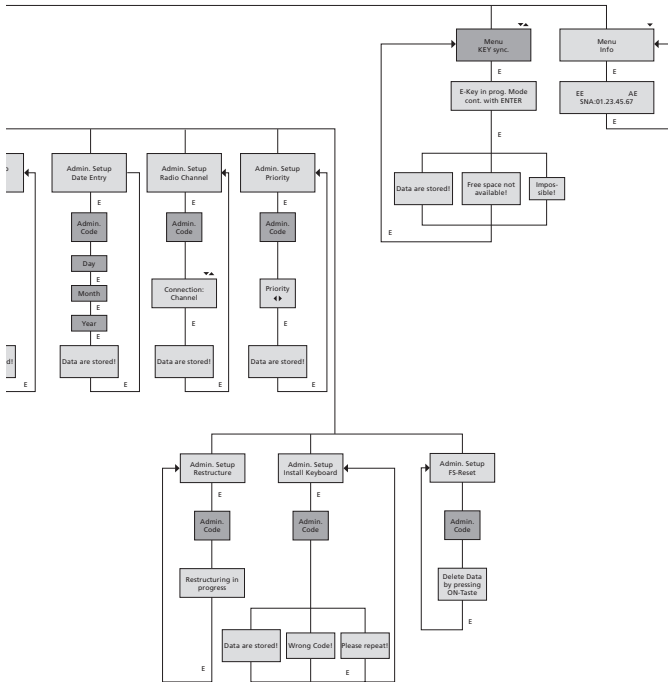 Menu
KEY sync.
E
E-Key in prog. Mode
cont. with ENTER
E
Data are stored!
Free space not
available!
Impos-
sible!
E
Menu
Info
E
EE AE
SNA:01.23.45.67
E
d!
E
Admin. Setup
Date Entry
E
Admin.
Code
Day
E
Month
E
Year
E
Data are stored!
E
Admin. Setup
Radio Channel
E
Admin.
Code
Connection:
Channel
E
Data are stored!
E
Admin. Setup
Priority
E
Admin.
Code
Priority
E
Data are stored!
E
Admin. Setup
Restructure
E
Admin.
Code
Restructuring in
progress
E
Admin. Setup
Install Keyboard
E
Admin.
Code
Data are stored!
Wrong Code!
Please repeat!
E
Admin. Setup
FS-Reset
E
Admin.
Code
Delete Data
by pressing
ON-Taste
E